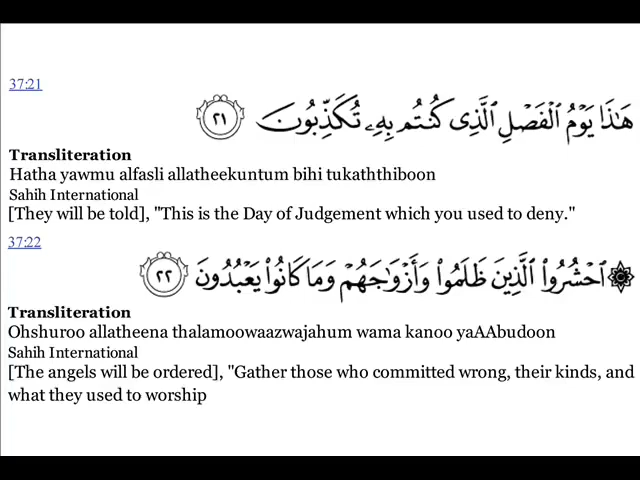 37:21
هَٰذَا يَوْمُ ٱلْفَصْلِ ٱلَّذِى كُنتُم بِهِۦ تُكَذِّبُونَ ٢١
Transliteration
Hatha yawmu alfasli allatheekuntum bihi tukaththiboon
Sahih International
[They will be told], "This is the Day of Judgement which you used to deny."
37:22
۞ ٱحْشُرُوا۟ ٱلَّذِينَ ظَلَمُوا۟ وَأَزْوَٰجَهُمْ وَمَا كَانُوا۟ يَعْبُدُونَ ٢٢
Transliteration
Ohshuroo allatheena thalamoowaazwajahum wama kanoo yaAAbudoon
Sahih International
[The angels will be ordered], "Gather those who committed wrong, their kinds, and
what they used to worship